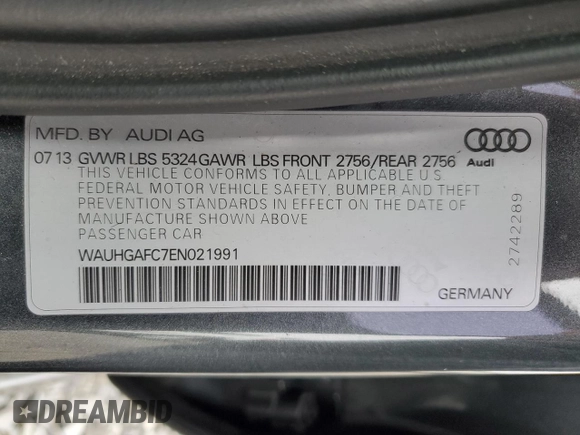 MFD. BY AUDI AG
07 13 GVWR LBS 5324 GAWR LBS FRONT 2756/REAR 2756
THIS VEHICLE CONFORMS TO ALL APPLICABLE U S
FEDERAL MOTOR VEHICLE SAFETY, BUMPER AND THEFT
PREVENTION STANDARDS IN EFFECT ON THE DATE OF
MANUFACTURE SHOWN ABOVE
PASSENGER CAR
WAUHGAFC7EN021991
GERMANY
Audi
2742289
DREAMBID